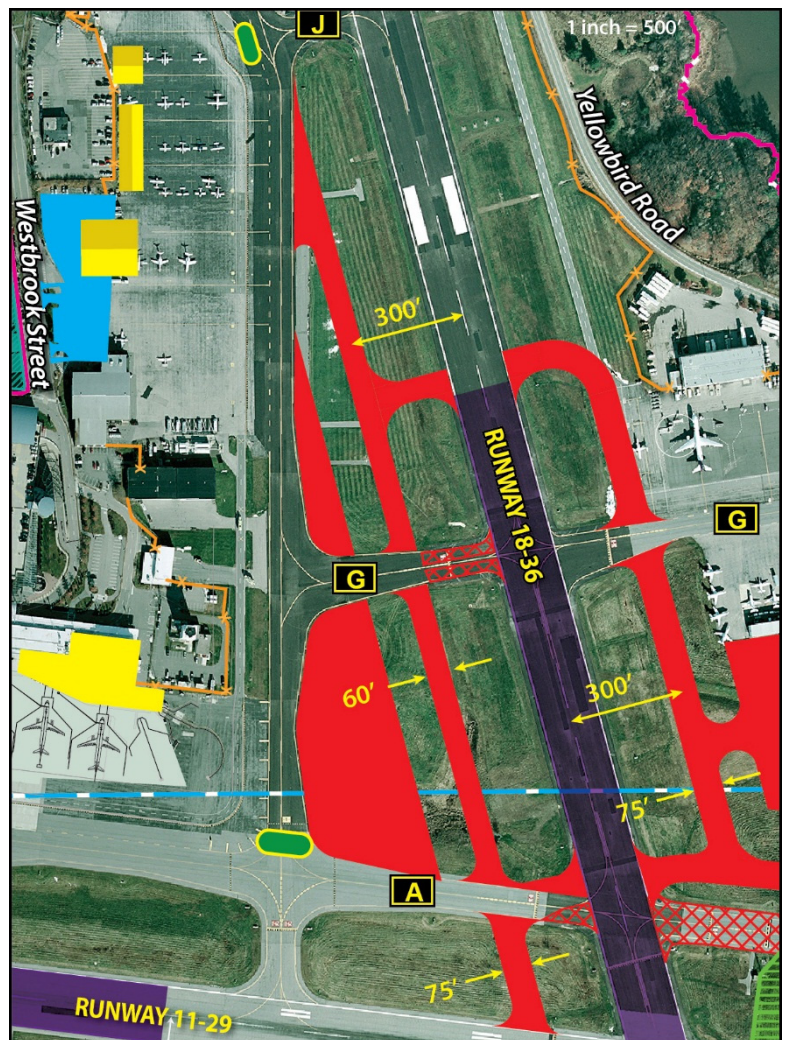 J
1 inch = 500'
Yellowbird Road
Westbrook Street
300'
RUNWAY 18-36
G
G
60'
300'
75'
A
75'
RUNWAY 11-29